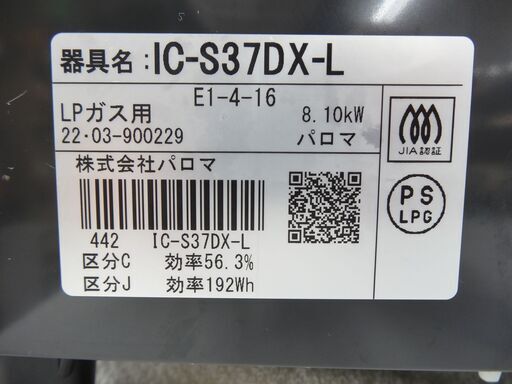 器具名:IC-S37DX-L
E1-4-16
LPガス用 8.10kW
22・03-900229 パロマ
JIA認証
株式会社パロマ
PS
LPG
442 IC-S37DX-L
区分C 効率56.3%
区分J 効率192Wh